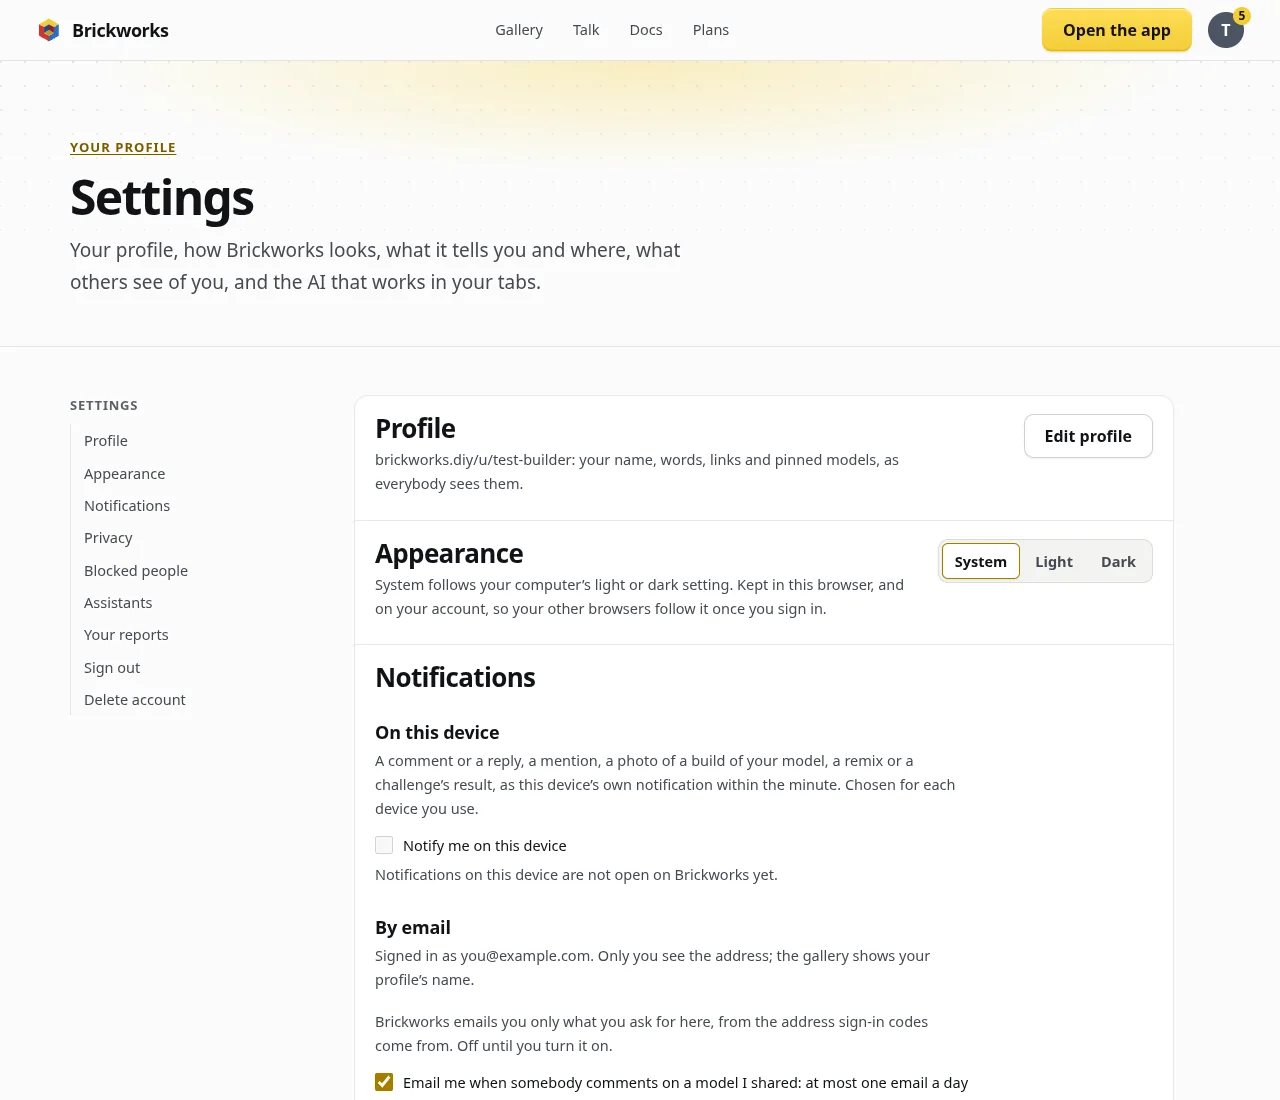 Brickworks
Gallery
Talk
Docs
Plans
Open the app
T
5
YOUR PROFILE
Settings
Your profile, how Brickworks looks, what it tells you and where, what
others see of you, and the AI that works in your tabs.
SETTINGS
Profile
Appearance
Notifications
Privacy
Blocked people
Assistants
Your reports
Sign out
Delete account
Profile
brickworks.diy/u/test-builder: your name, words, links and pinned models, as
everybody sees them.
Edit profile
Appearance
System follows your computer’s light or dark setting. Kept in this browser, and
on your account, so your other browsers follow it once you sign in.
System
Light
Dark
Notifications
On this device
A comment or a reply, a mention, a photo of a build of your model, a remix or a
challenge’s result, as this device’s own notification within the minute. Chosen for each
device you use.
Notify me on this device
Notifications on this device are not open on Brickworks yet.
By email
Signed in as you@example.com. Only you see the address; the gallery shows your
profile’s name.
Brickworks emails you only what you ask for here, from the address sign-in codes
come from. Off until you turn it on.
Email me when somebody comments on a model I shared: at most one email a day